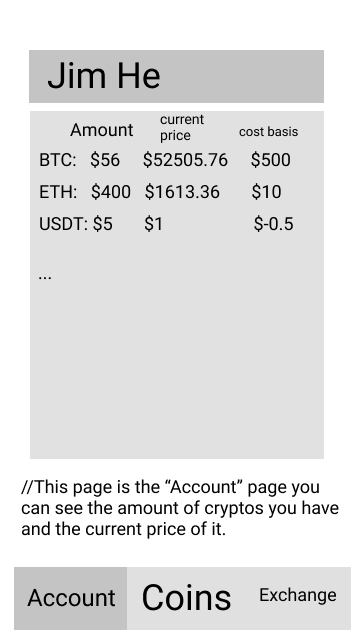 Jim He
Amount current price cost basis
BTC: $56 $52505.76 $500
ETH: $400 $1613.36 $10
USDT: $5 $1 $-0.5
...
//This page is the “Account” page you
can see the amount of cryptos you have
and the current price of it.
Account Coins Exchange